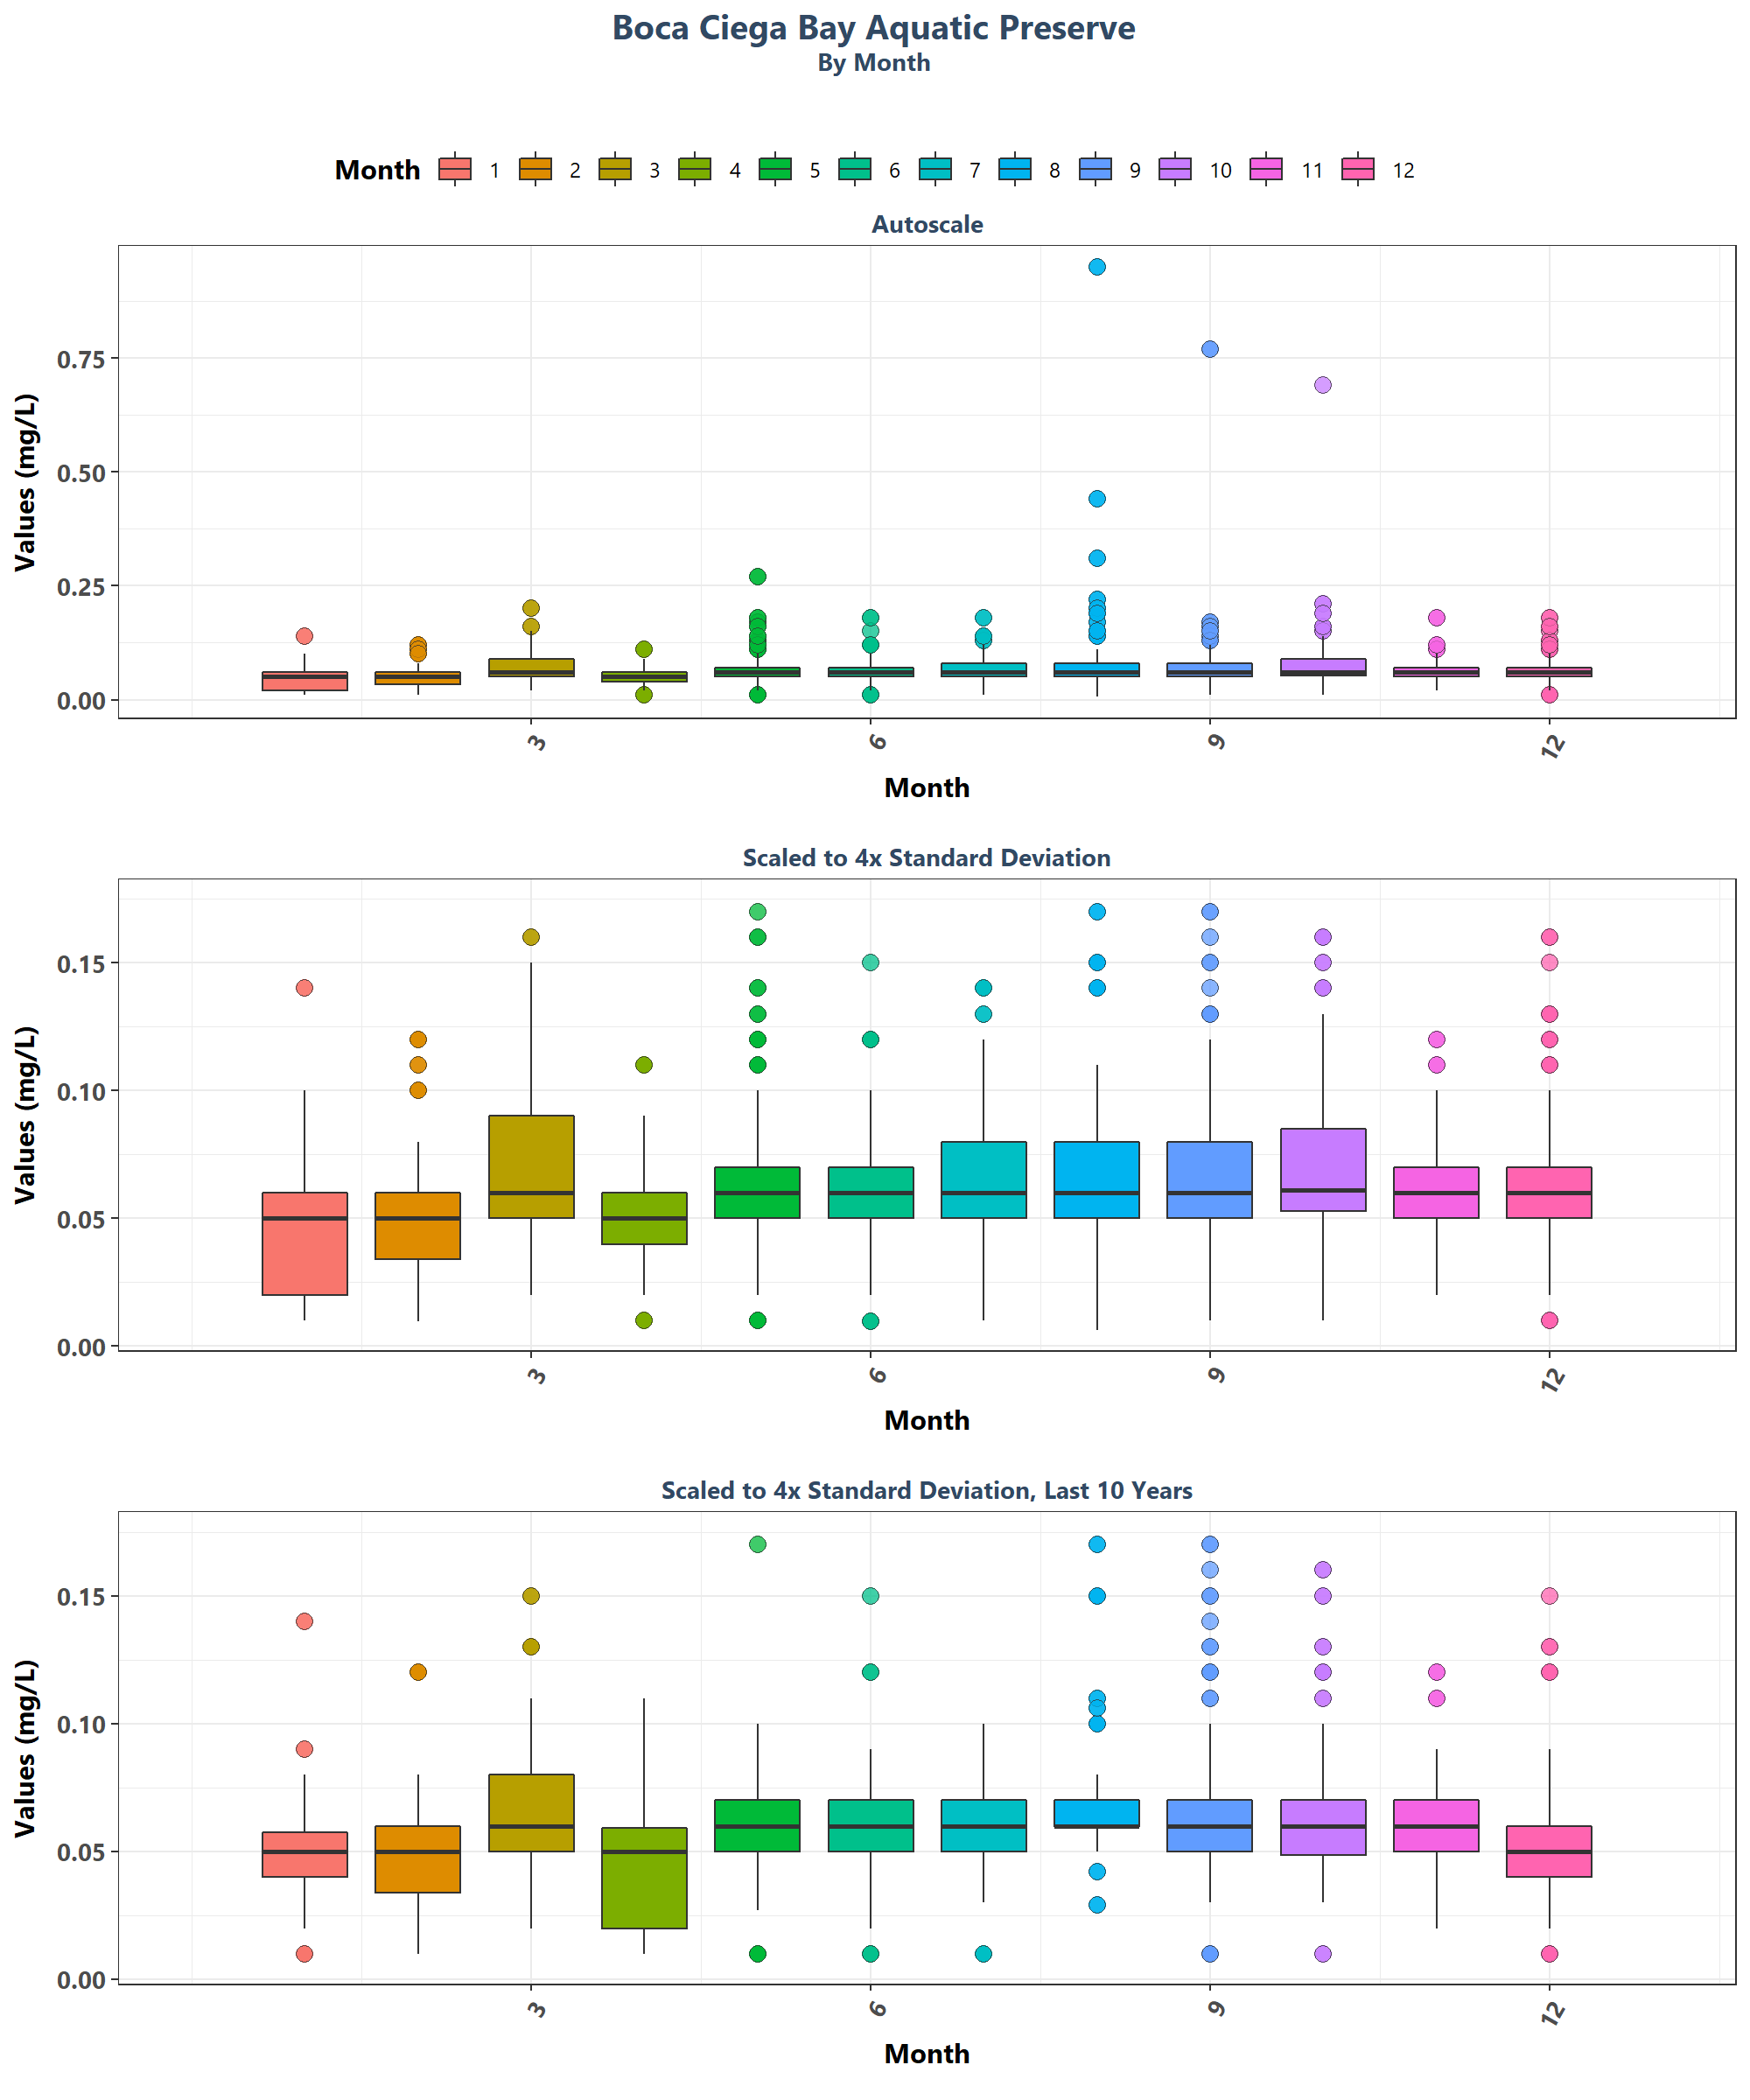 Boca Ciega Bay Aquatic Preserve
By Month
Month 1 2 3 4 5 6 7 8 9 10 11 12
Autoscale
Values (mg/L)
0.75
0.50
0.25
0.00
3 6 9 12
Month
Scaled to 4x Standard Deviation
Values (mg/L)
0.15
0.10
0.05
0.00
3 6 9 12
Month
Scaled to 4x Standard Deviation, Last 10 Years
Values (mg/L)
0.15
0.10
0.05
0.00
3 6 9 12
Month